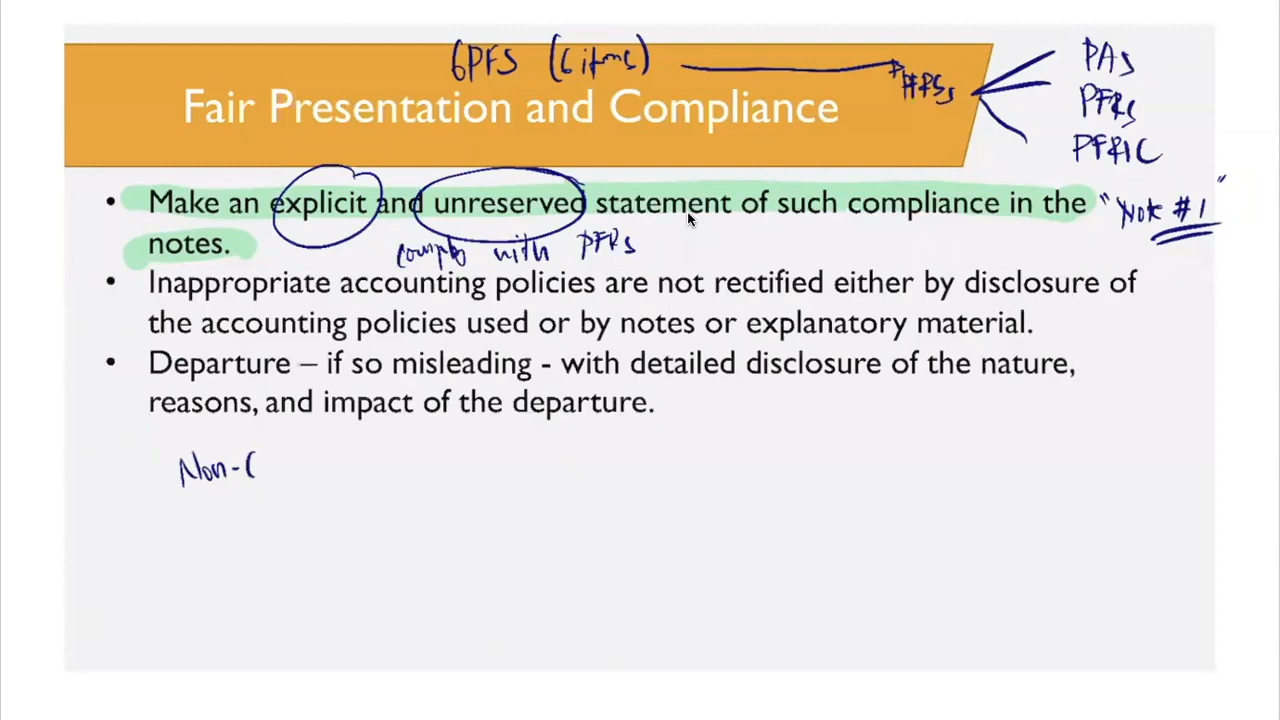 GPFS (6 items) PFRSs PAS
PFRS
PFRIC
Fair Presentation and Compliance
• Make an explicit and unreserved statement of such compliance in the "Note #1"
notes.
comply with PFRS
• Inappropriate accounting policies are not rectified either by disclosure of
the accounting policies used or by notes or explanatory material.
• Departure – if so misleading - with detailed disclosure of the nature,
reasons, and impact of the departure.
Non-C